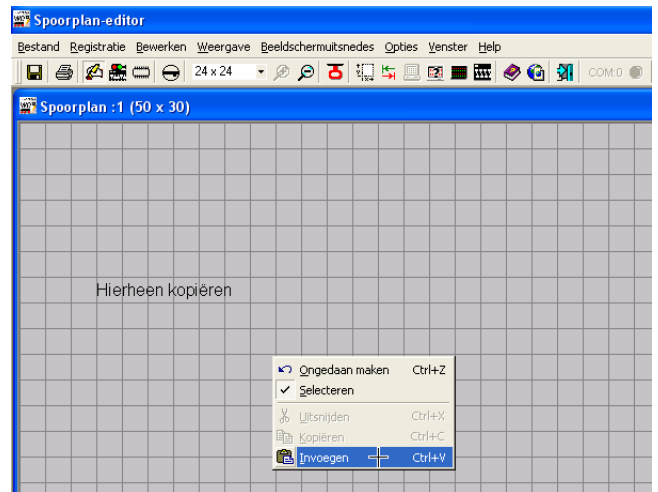 Spoorplan-editor
Bestand Registratie Bewerken Weergave Beeldschermuitsnedes Opties Venster Help
24 x 24 COM:0
Spoorplan :1 (50 x 30)
Hierheen kopiëren
Ongedaan maken Ctrl+Z
Selecteren
Uitsnijden Ctrl+X
Kopiëren Ctrl+C
Invoegen Ctrl+V